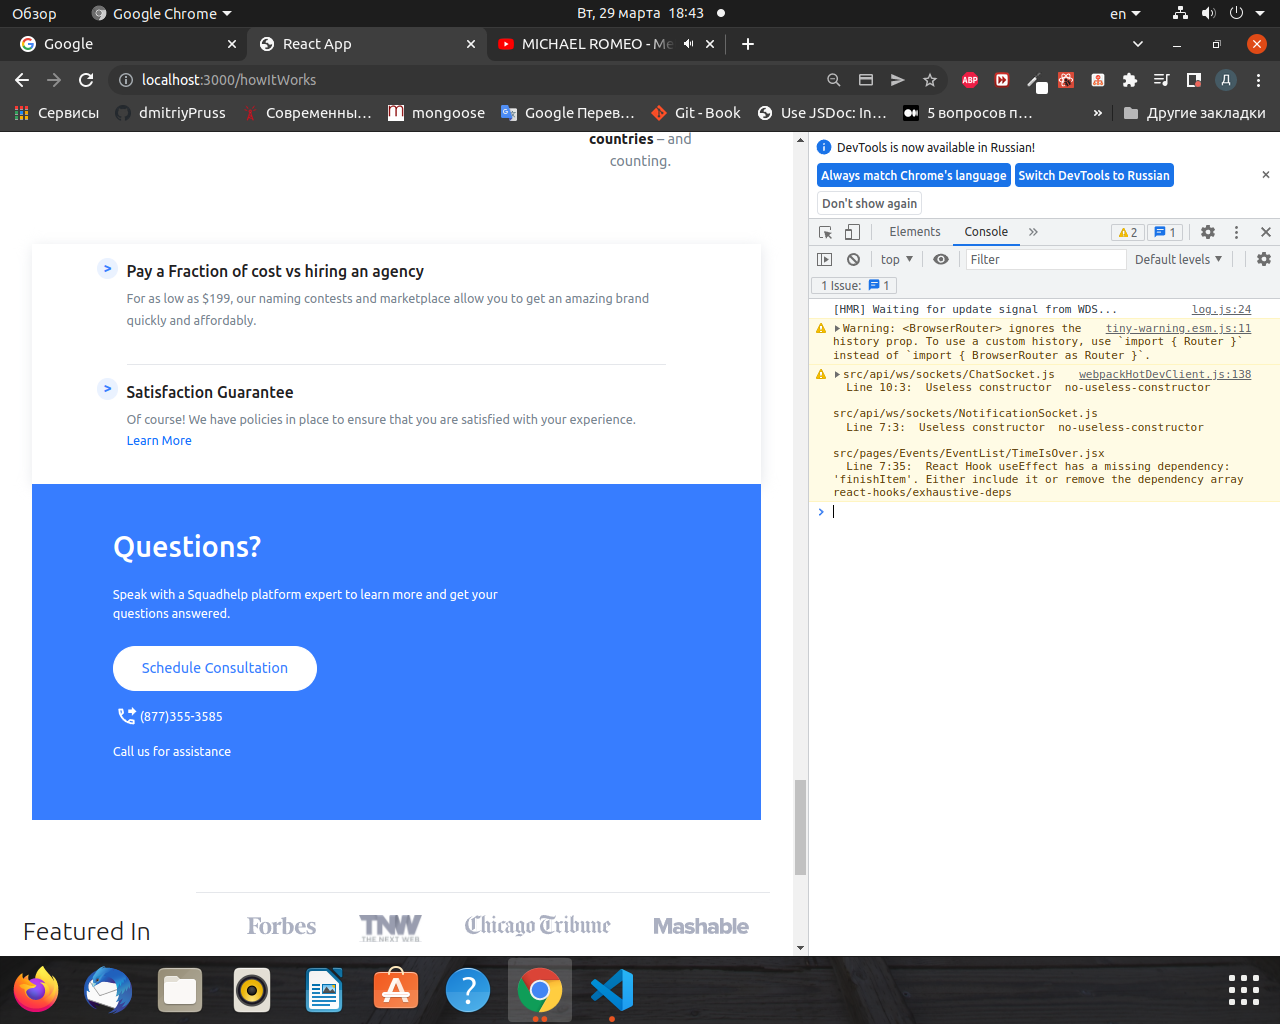 Обзор
Google Chrome
Вт, 29 марта 18:43
en
Google
React App
MICHAEL ROMEO - Me
localhost:3000/howItWorks
ABP
Д
Сервисы
dmitriyPruss
Современны...
mongoose
Google Перев...
Git - Book
Use JSDoc: In...
5 вопросов п...
»
Другие закладки
countries – and
counting.
> Pay a Fraction of cost vs hiring an agency
For as low as $199, our naming contests and marketplace allow you to get an amazing brand
quickly and affordably.
> Satisfaction Guarantee
Of course! We have policies in place to ensure that you are satisfied with your experience.
Learn More
Questions?
Speak with a Squadhelp platform expert to learn more and get your
questions answered.
Schedule Consultation
(877)355-3585
Call us for assistance
Featured In
Forbes
TNW
THE NEXT WEB
Chicago Tribune
Mashable
DevTools is now available in Russian!
Always match Chrome's language
Switch DevTools to Russian
Don't show again
Elements
Console
»
2
1
top
Filter
Default levels
1 Issue: 1
[HMR] Waiting for update signal from WDS... log.js:24
Warning: <BrowserRouter> ignores the tiny-warning.esm.js:11
history prop. To use a custom history, use `import { Router }`
instead of `import { BrowserRouter as Router }`.
src/api/ws/sockets/ChatSocket.js webpackHotDevClient.js:138
Line 10:3: Useless constructor no-useless-constructor
src/api/ws/sockets/NotificationSocket.js
Line 7:3: Useless constructor no-useless-constructor
src/pages/Events/EventList/TimeIsOver.jsx
Line 7:35: React Hook useEffect has a missing dependency:
'finishItem'. Either include it or remove the dependency array
react-hooks/exhaustive-deps
>